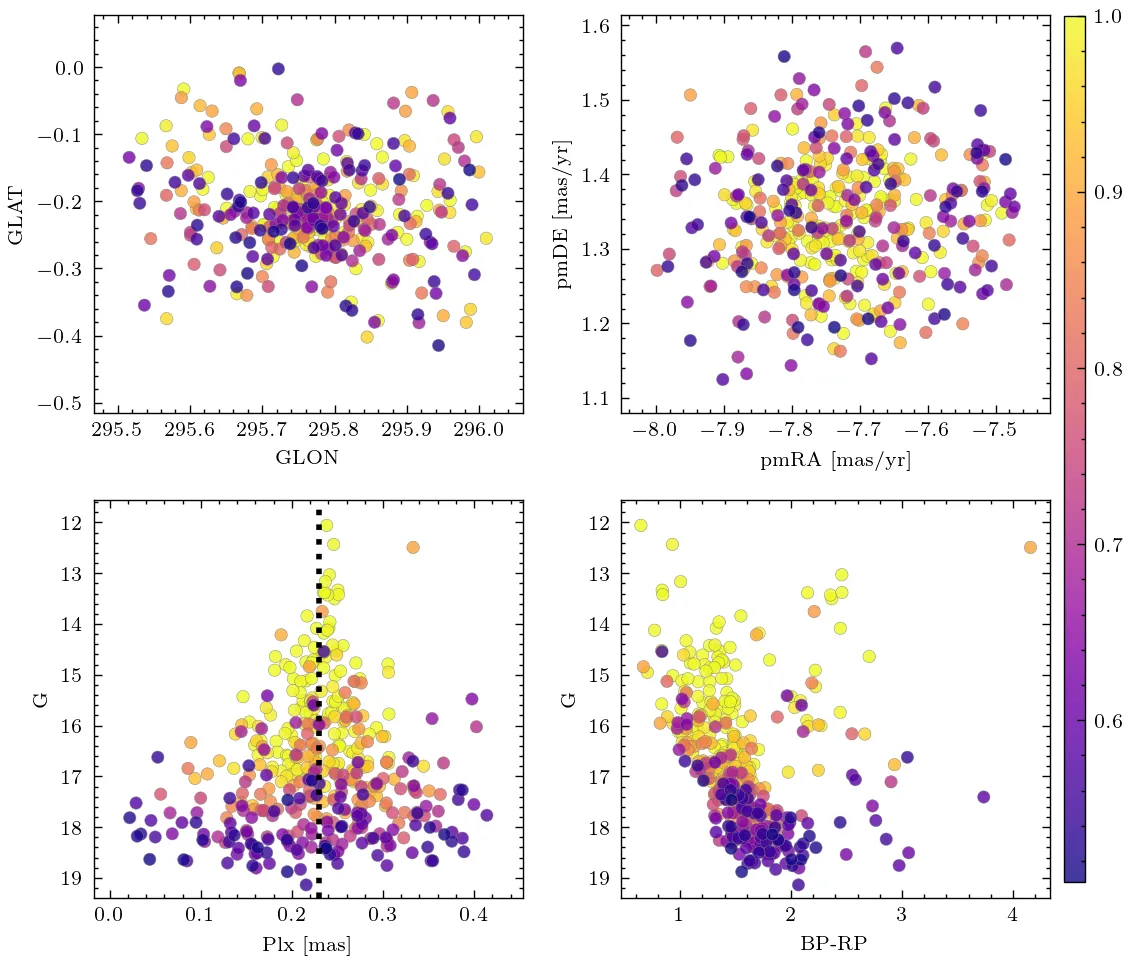 0.0
−0.1
−0.2
−0.3
−0.4
−0.5
GLAT
295.5 295.6 295.7 295.8 295.9 296.0
GLON
1.6
1.5
1.4
1.3
1.2
1.1
pmDE [mas/yr]
−8.0 −7.9 −7.8 −7.7 −7.6 −7.5
pmRA [mas/yr]
1.0
0.9
0.8
0.7
0.6
12
13
14
15
16
17
18
19
G
0.0 0.1 0.2 0.3 0.4
Plx [mas]
12
13
14
15
16
17
18
19
G
1 2 3 4
BP-RP